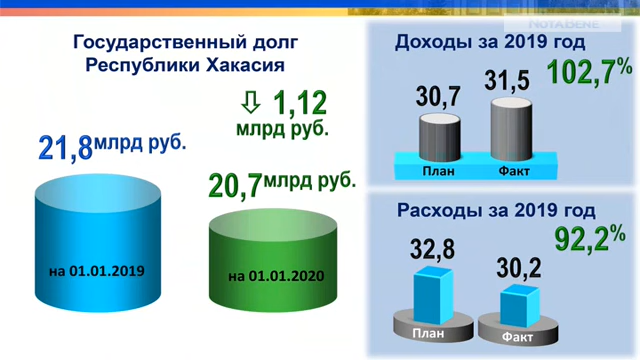 NOTABENE
Государственный долг
Республики Хакасия
1,12
млрд руб.
21,8 млрд руб.
20,7 млрд руб.
на 01.01.2019
на 01.01.2020
Доходы за 2019 год
102,7%
30,7
31,5
План
Факт
Расходы за 2019 год
92,2%
32,8
30,2
План
Факт